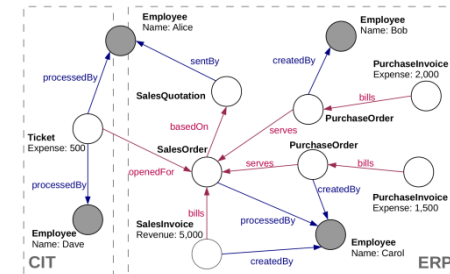 Employee
Name: Alice
Employee
Name: Bob
processedBy
sentBy
createdBy
PurchaseInvoice
Expense: 2,000
SalesQuotation
bills
PurchaseOrder
basedOn
serves
Ticket
Expense: 500
SalesOrder
PurchaseOrder
openedFor
serves
bills
processedBy
createdBy
PurchaseInvoice
Expense: 1,500
bills
SalesInvoice
Revenue: 5,000
processedBy
Employee
Name: Dave
Employee
Name: Carol
createdBy
CIT
ERP